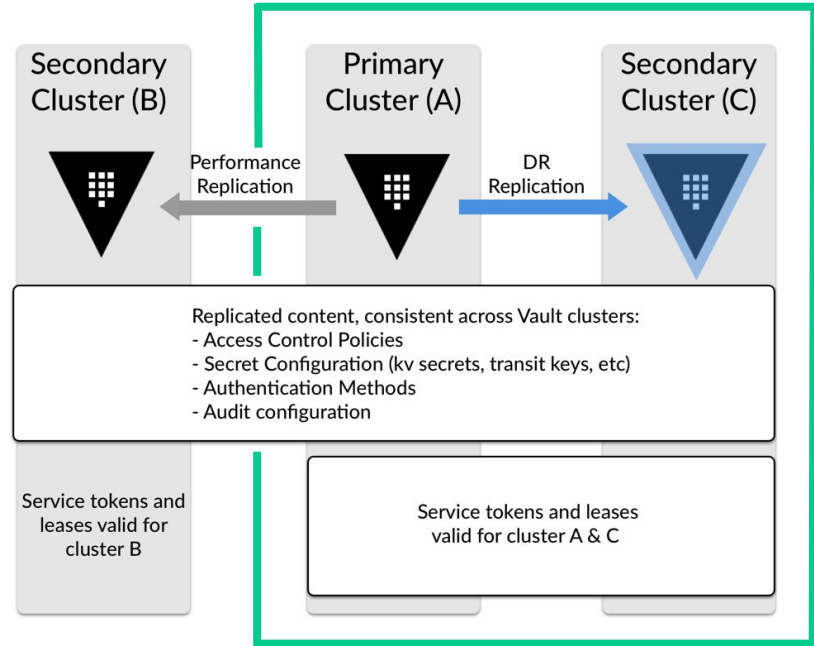 Secondary
Cluster (B)
Primary
Cluster (A)
Secondary
Cluster (C)
Performance
Replication
DR
Replication
Replicated content, consistent across Vault clusters:
- Access Control Policies
- Secret Configuration (kv secrets, transit keys, etc)
- Authentication Methods
- Audit configuration
Service tokens and
leases valid for
cluster B
Service tokens and leases
valid for cluster A & C